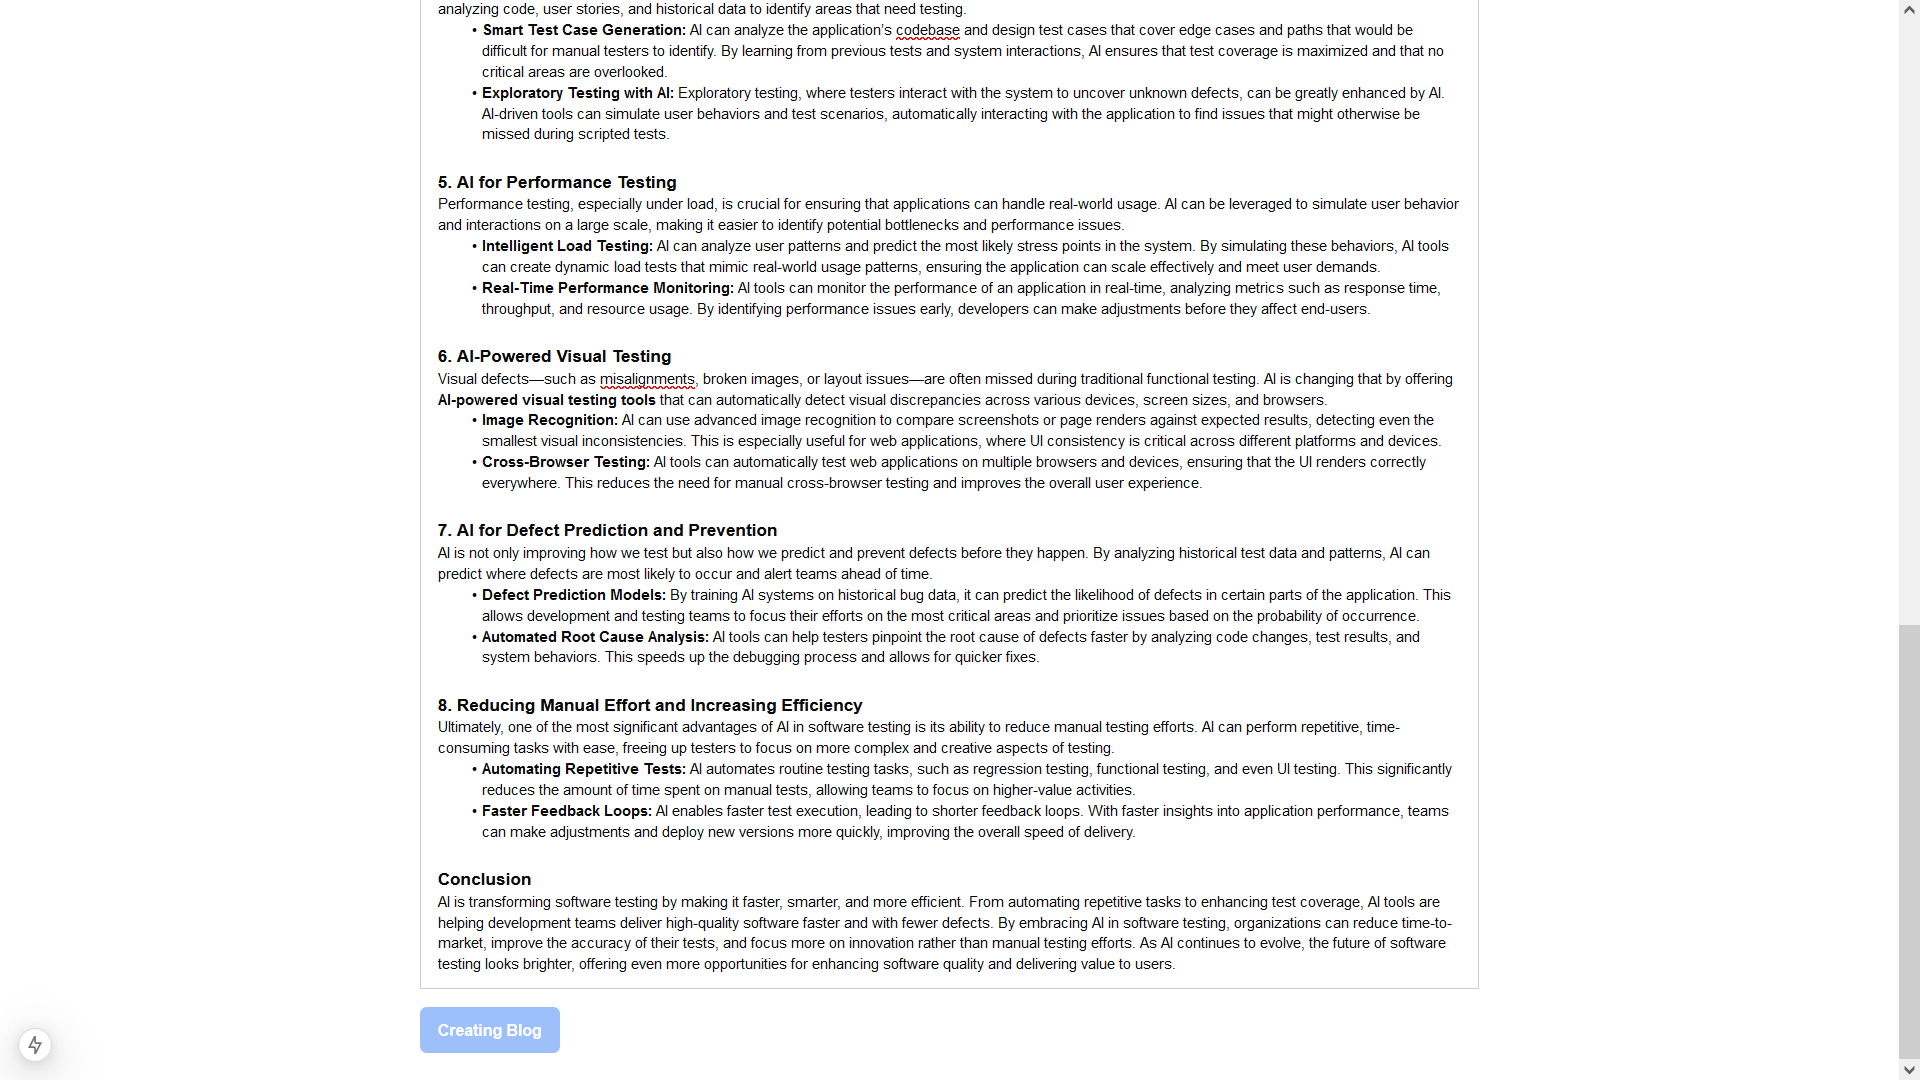 analyzing code, user stories, and historical data to identify areas that need testing.
• Smart Test Case Generation: AI can analyze the application’s codebase and design test cases that cover edge cases and paths that would be
difficult for manual testers to identify. By learning from previous tests and system interactions, AI ensures that test coverage is maximized and that no
critical areas are overlooked.
• Exploratory Testing with AI: Exploratory testing, where testers interact with the system to uncover unknown defects, can be greatly enhanced by AI.
AI-driven tools can simulate user behaviors and test scenarios, automatically interacting with the application to find issues that might otherwise be
missed during scripted tests.
5. AI for Performance Testing
Performance testing, especially under load, is crucial for ensuring that applications can handle real-world usage. AI can be leveraged to simulate user behavior
and interactions on a large scale, making it easier to identify potential bottlenecks and performance issues.
• Intelligent Load Testing: AI can analyze user patterns and predict the most likely stress points in the system. By simulating these behaviors, AI tools
can create dynamic load tests that mimic real-world usage patterns, ensuring the application can scale effectively and meet user demands.
• Real-Time Performance Monitoring: AI tools can monitor the performance of an application in real-time, analyzing metrics such as response time,
throughput, and resource usage. By identifying performance issues early, developers can make adjustments before they affect end-users.
6. AI-Powered Visual Testing
Visual defects—such as misalignments, broken images, or layout issues—are often missed during traditional functional testing. AI is changing that by offering
AI-powered visual testing tools that can automatically detect visual discrepancies across various devices, screen sizes, and browsers.
• Image Recognition: AI can use advanced image recognition to compare screenshots or page renders against expected results, detecting even the
smallest visual inconsistencies. This is especially useful for web applications, where UI consistency is critical across different platforms and devices.
• Cross-Browser Testing: AI tools can automatically test web applications on multiple browsers and devices, ensuring that the UI renders correctly
everywhere. This reduces the need for manual cross-browser testing and improves the overall user experience.
7. AI for Defect Prediction and Prevention
AI is not only improving how we test but also how we predict and prevent defects before they happen. By analyzing historical test data and patterns, AI can
predict where defects are most likely to occur and alert teams ahead of time.
• Defect Prediction Models: By training AI systems on historical bug data, it can predict the likelihood of defects in certain parts of the application. This
allows development and testing teams to focus their efforts on the most critical areas and prioritize issues based on the probability of occurrence.
• Automated Root Cause Analysis: AI tools can help testers pinpoint the root cause of defects faster by analyzing code changes, test results, and
system behaviors. This speeds up the debugging process and allows for quicker fixes.
8. Reducing Manual Effort and Increasing Efficiency
Ultimately, one of the most significant advantages of AI in software testing is its ability to reduce manual testing efforts. AI can perform repetitive, time-
consuming tasks with ease, freeing up testers to focus on more complex and creative aspects of testing.
• Automating Repetitive Tests: AI automates routine testing tasks, such as regression testing, functional testing, and even UI testing. This significantly
reduces the amount of time spent on manual tests, allowing teams to focus on higher-value activities.
• Faster Feedback Loops: AI enables faster test execution, leading to shorter feedback loops. With faster insights into application performance, teams
can make adjustments and deploy new versions more quickly, improving the overall speed of delivery.
Conclusion
AI is transforming software testing by making it faster, smarter, and more efficient. From automating repetitive tasks to enhancing test coverage, AI tools are
helping development teams deliver high-quality software faster and with fewer defects. By embracing AI in software testing, organizations can reduce time-to-
market, improve the accuracy of their tests, and focus more on innovation rather than manual testing efforts. As AI continues to evolve, the future of software
testing looks brighter, offering even more opportunities for enhancing software quality and delivering value to users.
Creating Blog